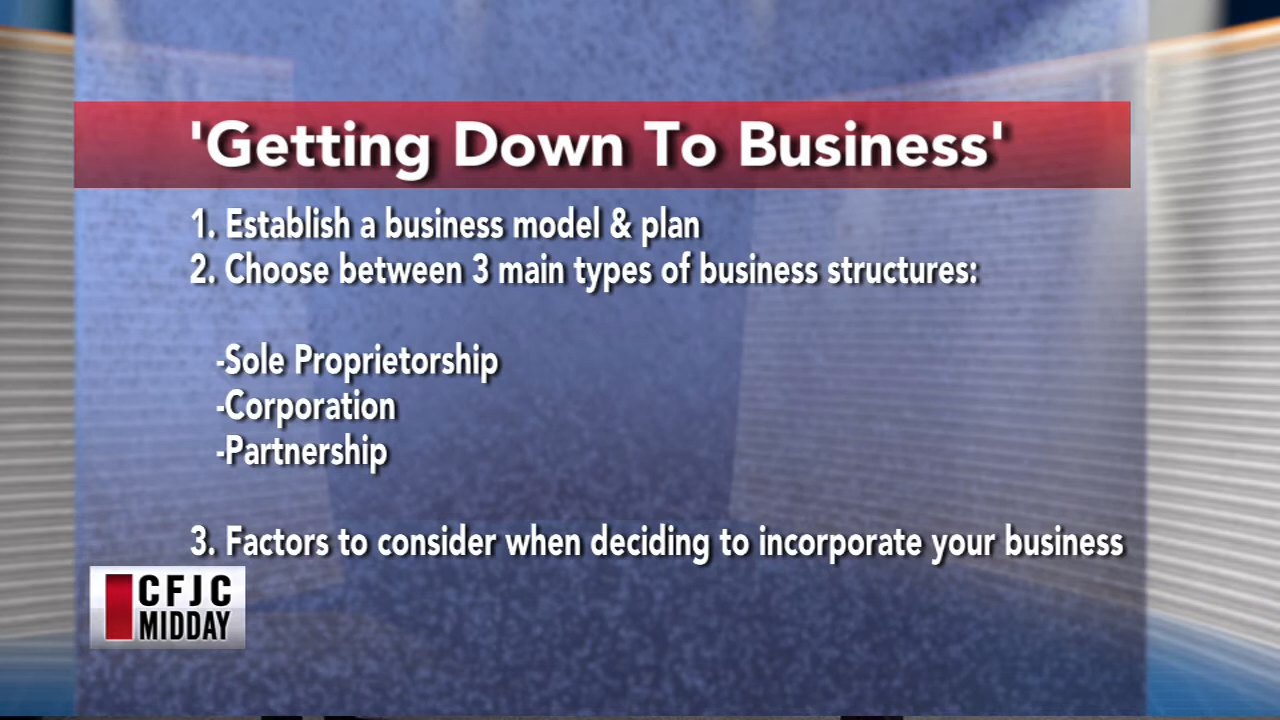 'Getting Down To Business'
1. Establish a business model & plan
2. Choose between 3 main types of business structures:
-Sole Proprietorship
-Corporation
-Partnership
3. Factors to consider when deciding to incorporate your business
CFJC
MIDDAY